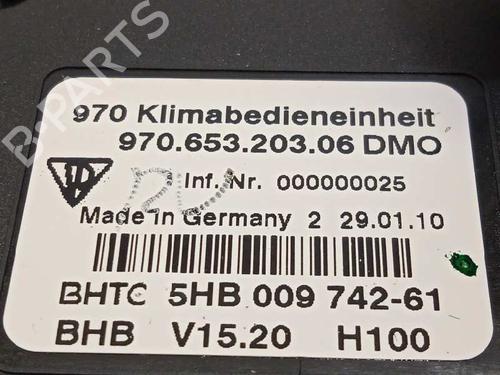 970 Klimabedieneinheit
970.653.203.06 DMO
Inf. Nr. 000000025
Made in Germany 2 29.01.10
BHTC 5HB 009 742-61
BHB V15.20 H100
B-PARTS